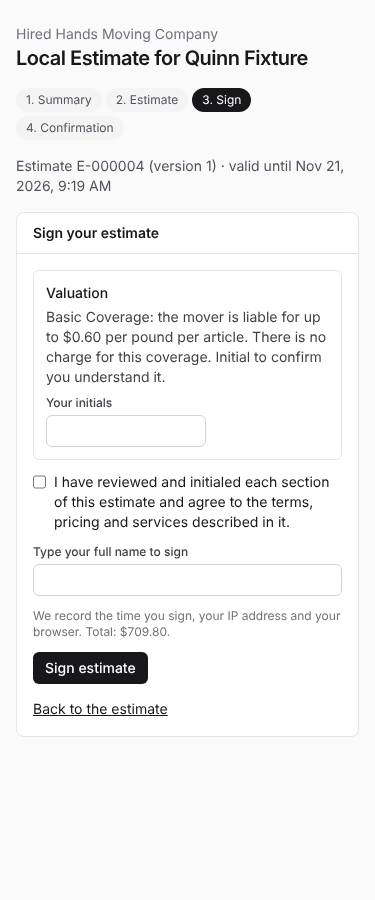 Hired Hands Moving Company
Local Estimate for Quinn Fixture
1. Summary
2. Estimate
3. Sign
4. Confirmation
Estimate E-000004 (version 1) · valid until Nov 21,
2026, 9:19 AM
Sign your estimate
Valuation
Basic Coverage: the mover is liable for up
to $0.60 per pound per article. There is no
charge for this coverage. Initial to confirm
you understand it.
Your initials
I have reviewed and initialed each section
of this estimate and agree to the terms,
pricing and services described in it.
Type your full name to sign
We record the time you sign, your IP address and your
browser. Total: $709.80.
Sign estimate
Back to the estimate